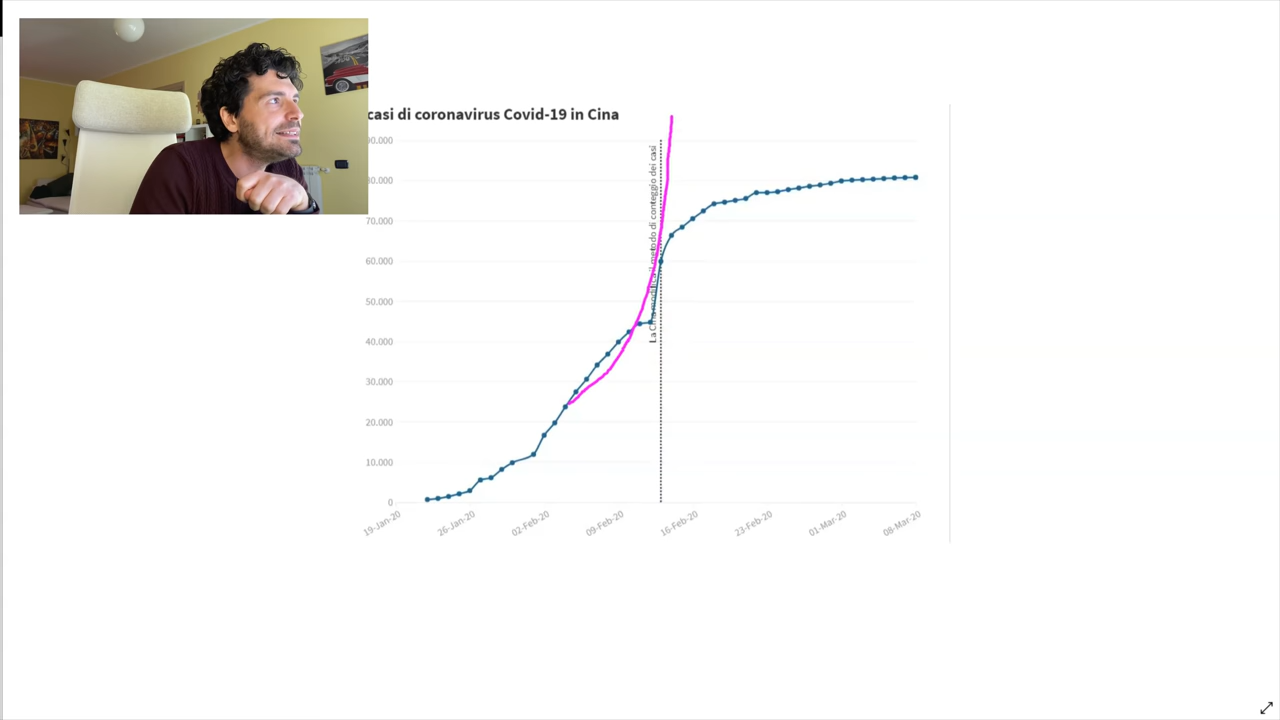 casi di coronavirus Covid-19 in Cina
90.000
80.000
70.000
60.000
50.000
40.000
30.000
20.000
10.000
0
La Cina modifica il metodo di conteggio dei casi
19-Jan-20
26-Jan-20
02-Feb-20
09-Feb-20
16-Feb-20
23-Feb-20
01-Mar-20
08-Mar-20